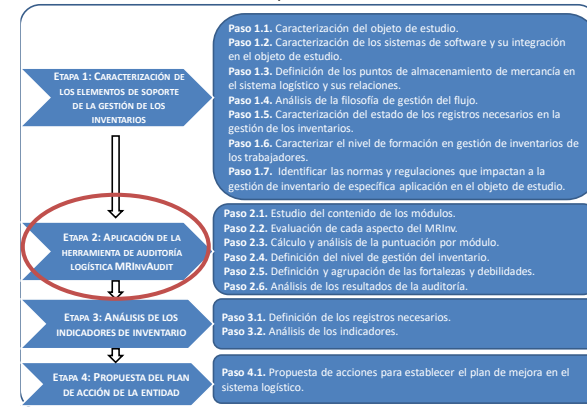 ETAPA 1: CARACTERIZACIÓN DE
LOS ELEMENTOS DE SOPORTE
DE LA GESTIÓN DE LOS
INVENTARIOS
Paso 1.1. Caracterización del objeto de estudio.
Paso 1.2. Caracterización de los sistemas de software y su integración
en el objeto de estudio.
Paso 1.3. Definición de los puntos de almacenamiento de mercancía en
el sistema logístico y sus relaciones.
Paso 1.4. Análisis de la filosofía de gestión del flujo.
Paso 1.5. Caracterización del estado de los registros necesarios en la
gestión de los inventarios.
Paso 1.6. Caracterizar el nivel de formación en gestión de inventarios de
los trabajadores.
Paso 1.7. Identificar las normas y regulaciones que impactan a la
gestión de inventario de específica aplicación en el objeto de estudio.
ETAPA 2: APLICACIÓN DE LA
HERRAMIENTA DE AUDITORÍA
LOGÍSTICA MRINVAUDIT
Paso 2.1. Estudio del contenido de los módulos.
Paso 2.2. Evaluación de cada aspecto del MRInv.
Paso 2.3. Cálculo y análisis de la puntuación por módulo.
Paso 2.4. Definición del nivel de gestión del inventario.
Paso 2.5. Definición y agrupación de las fortalezas y debilidades.
Paso 2.6. Análisis de los resultados de la auditoría.
ETAPA 3: ANÁLISIS DE LOS
INDICADORES DE INVENTARIO
Paso 3.1. Definición de los registros necesarios.
Paso 3.2. Análisis de los indicadores.
ETAPA 4: PROPUESTA DEL PLAN
DE ACCIÓN DE LA ENTIDAD
Paso 4.1. Propuesta de acciones para establecer el plan de mejora en el
sistema logístico.